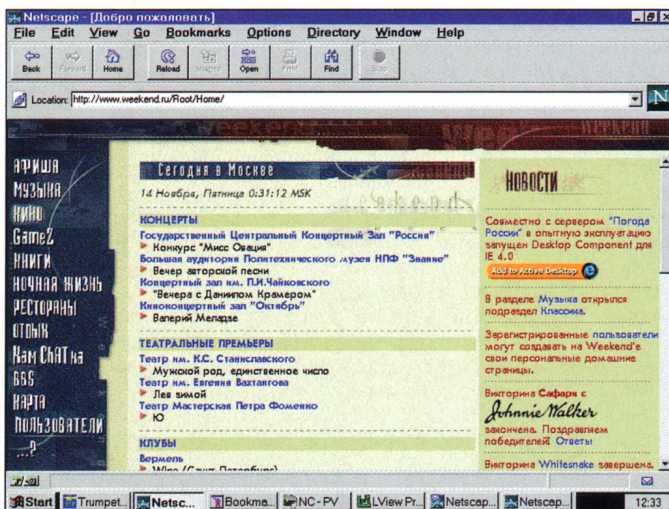 Netscape - [Добро пожаловать]
File Edit View Go Bookmarks Options Directory Window Help
Back Forward Home Reload Images Open Print Find Stop
Location: http://www.weekend.ru/Root/Home/
N
weekend
АФИША
МУЗЫКА
КИНО
GameZ
КНИГИ
НОЧНАЯ ЖИЗНЬ
РЕСТОРАНЫ
ОТДЫХ
Кам ChAT ка
BBS
КАРТА
ПОЛЬЗОВАТЕЛИ
...?
Сегодня в Москве
14 Ноября, Пятница 0:31:12 MSK
КОНЦЕРТЫ
Государственный Центральный Концертный Зал "Россия"
Конкурс "Мисс Овация"
Большая аудитория Политехнического музея НПФ "Знание"
Вечер авторской песни
Концертный зал им. П.И.Чайковского
"Вечера с Даниилом Крамером"
Киноконцертный зал "Октябрь"
Валерий Меладзе
ТЕАТРАЛЬНЫЕ ПРЕМЬЕРЫ
Театр им. К.С. Станиславского
Мужской род, единственное число
Театр им. Евгения Вахтангова
Лев зимой
Театр Мастерская Петра Фоменко
Ю
КЛУБЫ
Вермель
Wine (Санкт-Петербург)
НОВОСТИ
Совместно с сервером "Погода
России" в опытную эксплуатацию
запущен Desktop Component для
IE 4.0
Add to Active Desktop
В разделе Музыка открылся
подраздел Классика.
Зарегистрированные пользователи
могут создавать на Weekend'е
свои персональные домашние
страницы.
Викторина Сафари с
Johnnie Walker
закончена. Поздравляем
победителей! Ответы
Викторина Whitesnake завершена.
Start Trumpet... Netsc... Bookma... NC - PV LView Pr... Netscap... Netscap... 12:33